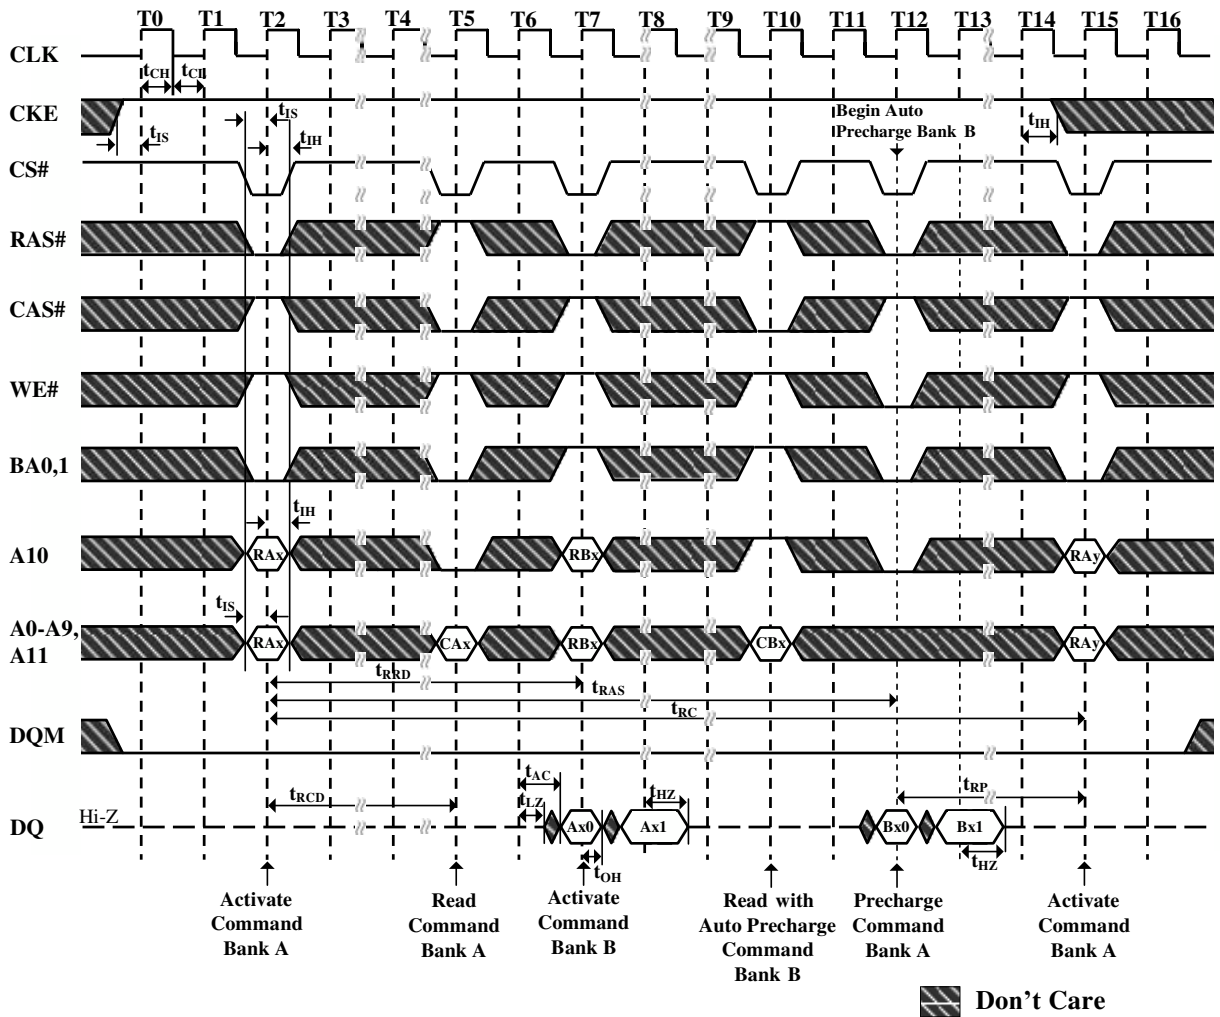 T0 T1 T2 T3 T4 T5 T6 T7 T8 T9 T10 T11 T12 T13 T14 T15 T16
CLK
tCH tCL
CKE
tIS
tIS
tIH
Begin Auto
Precharge Bank B
tIH
CS#
RAS#
CAS#
WE#
BA0,1
tIH
A10
RAx RBx RAy
tIS
A0-A9,
A11
RAx CAx RBx CBx RAy
tRRD
tRAS
tRC
DQM
tAC
tRCD
tLZ
tHZ
tRP
Hi-Z
DQ
Ax0 Ax1 Bx0 Bx1
tOH
tHZ
Activate
Command
Bank A
Read
Command
Bank A
Activate
Command
Bank B
Read with
Auto Precharge
Command
Bank B
Precharge
Command
Bank A
Activate
Command
Bank A
Don't Care